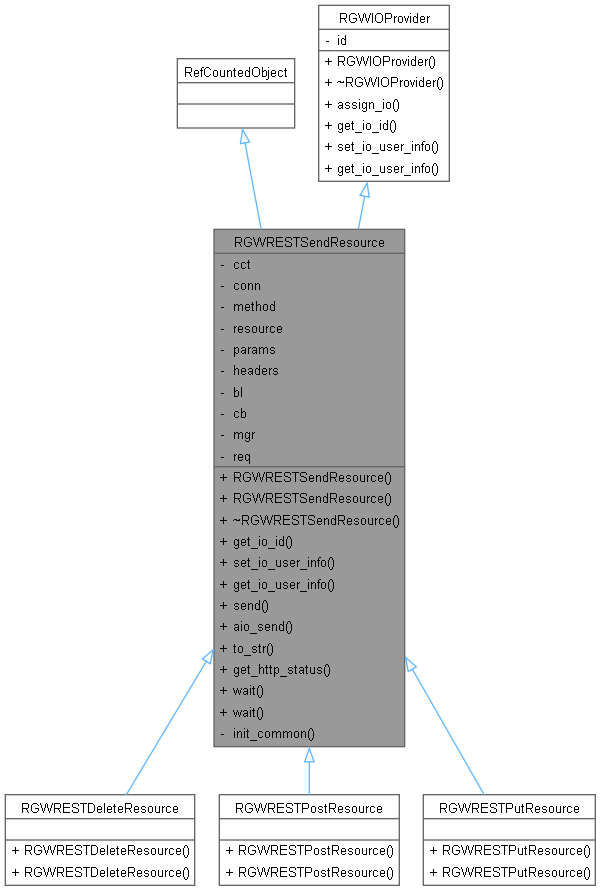 RGWIOProvider
- id
+ RGWIOProvider()
+ ~RGWIOProvider()
+ assign_io()
+ get_io_id()
+ set_io_user_info()
+ get_io_user_info()
RefCountedObject
RGWRESTSendResource
- cct
- conn
- method
- resource
- params
- headers
- bl
- cb
- mgr
- req
+ RGWRESTSendResource()
+ RGWRESTSendResource()
+ ~RGWRESTSendResource()
+ get_io_id()
+ set_io_user_info()
+ get_io_user_info()
+ send()
+ aio_send()
+ to_str()
+ get_http_status()
+ wait()
+ wait()
- init_common()
RGWRESTDeleteResource
+ RGWRESTDeleteResource()
+ RGWRESTDeleteResource()
RGWRESTPostResource
+ RGWRESTPostResource()
+ RGWRESTPostResource()
RGWRESTPutResource
+ RGWRESTPutResource()
+ RGWRESTPutResource()